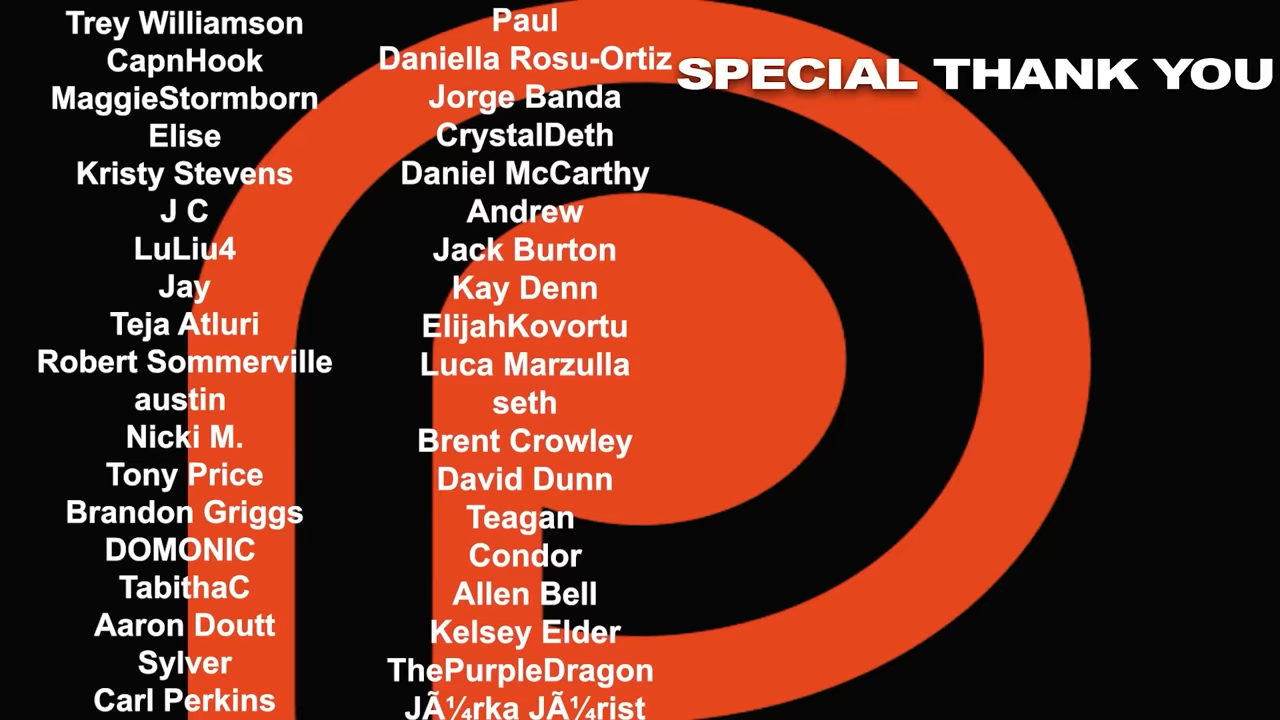 Trey Williamson
CapnHook
MaggieStormborn
Elise
Kristy Stevens
J C
LuLiu4
Jay
Teja Atluri
Robert Sommerville
austin
Nicki M.
Tony Price
Brandon Griggs
DOMONIC
TabithaC
Aaron Doutt
Sylver
Carl Perkins
Paul
Daniella Rosu-Ortiz
Jorge Banda
CrystalDeth
Daniel McCarthy
Andrew
Jack Burton
Kay Denn
ElijahKovortu
Luca Marzulla
seth
Brent Crowley
David Dunn
Teagan
Condor
Allen Bell
Kelsey Elder
ThePurpleDragon
JÃ¼rka JÃ¼rist
SPECIAL THANK YOU